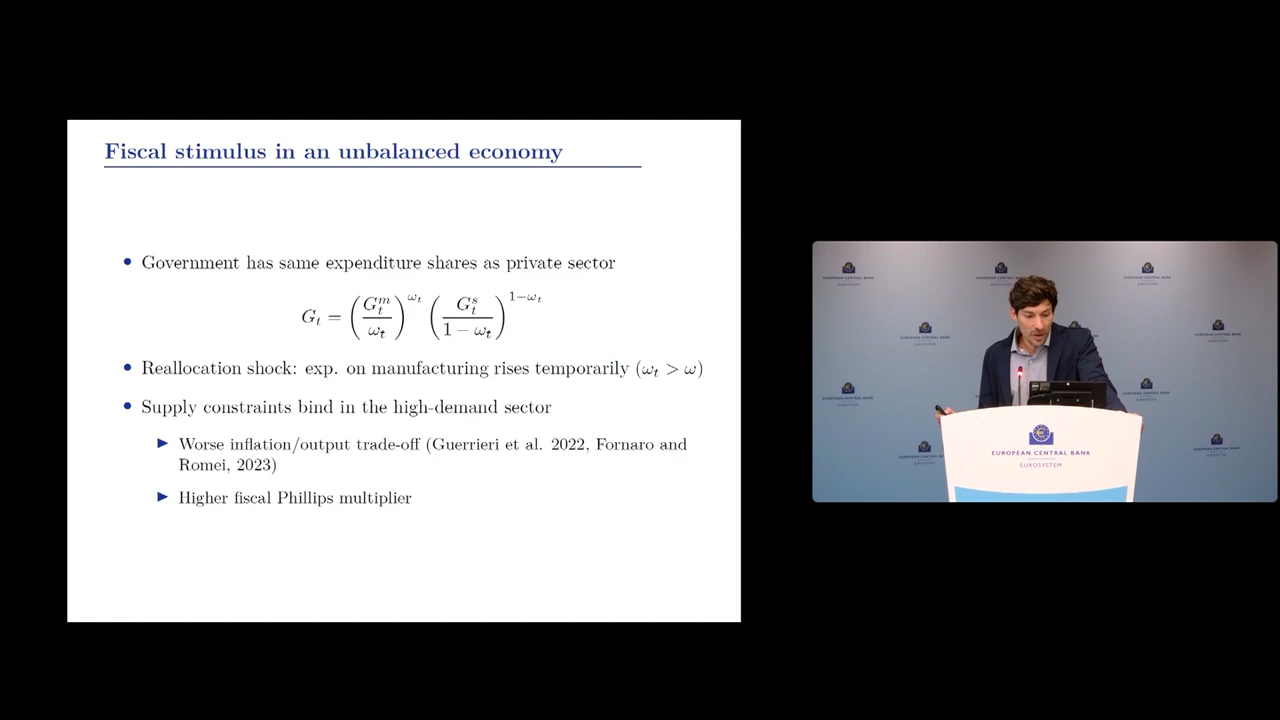 Fiscal stimulus in an unbalanced economy
• Government has same expenditure shares as private sector
G_t = (G_t^m / ω_t)^{ω_t} (G_t^s / 1 − ω_t)^{1−ω_t}
• Reallocation shock: exp. on manufacturing rises temporarily (ω_t > ω)
• Supply constraints bind in the high-demand sector
▶ Worse inflation/output trade-off (Guerrieri et al. 2022, Fornaro and
Romei, 2023)
▶ Higher fiscal Phillips multiplier
EUROPEAN CENTRAL BANK
EUROSYSTEM